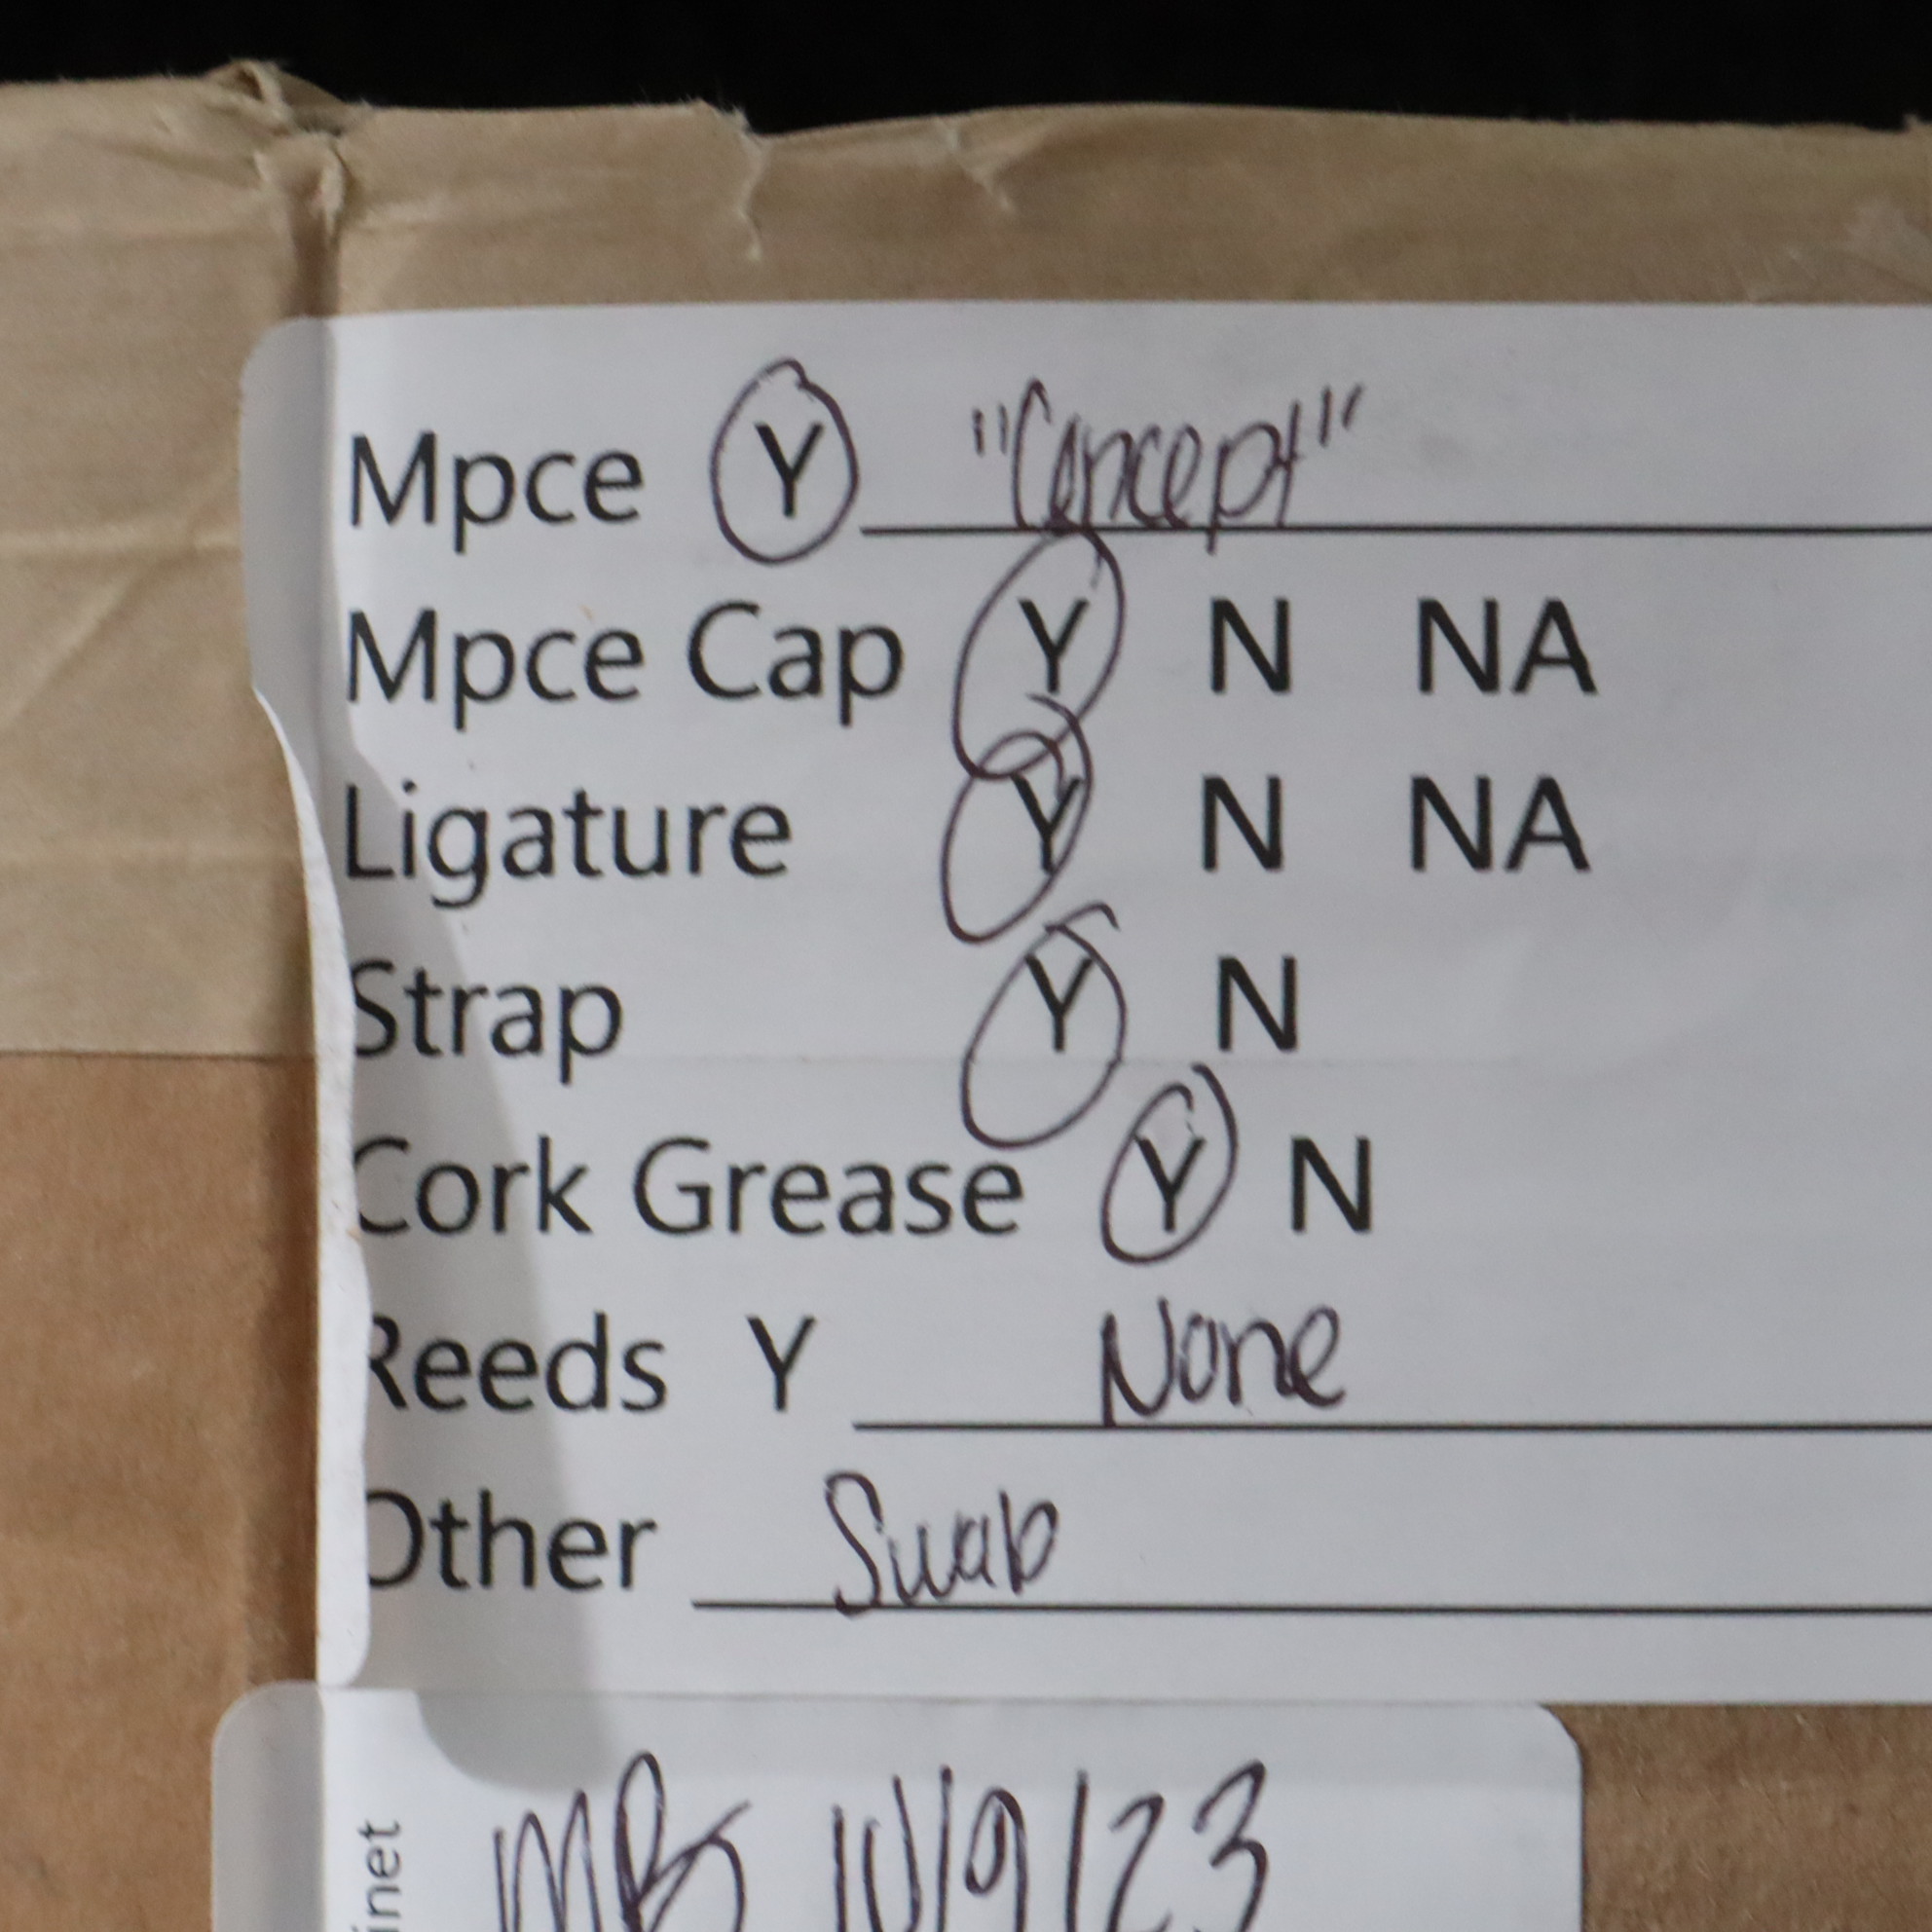 Mpce Y "Concept"
Mpce Cap Y N NA
Ligature Y N NA
Strap Y N
Cork Grease Y N
Reeds Y None
Other Swab
MB 10/9/23
inet